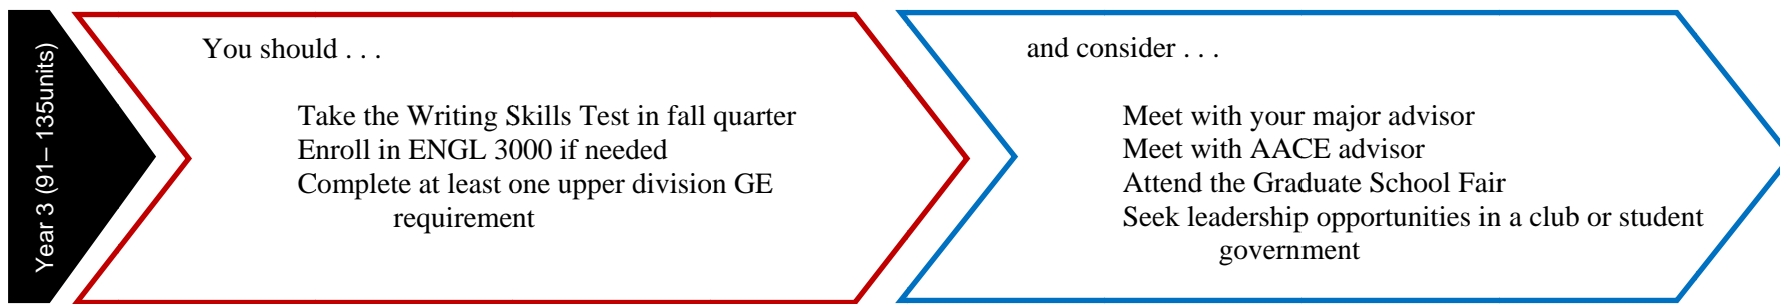 Year 3 (91– 135units)
You should . . .
Take the Writing Skills Test in fall quarter
Enroll in ENGL 3000 if needed
Complete at least one upper division GE
requirement
and consider . . .
Meet with your major advisor
Meet with AACE advisor
Attend the Graduate School Fair
Seek leadership opportunities in a club or student
government